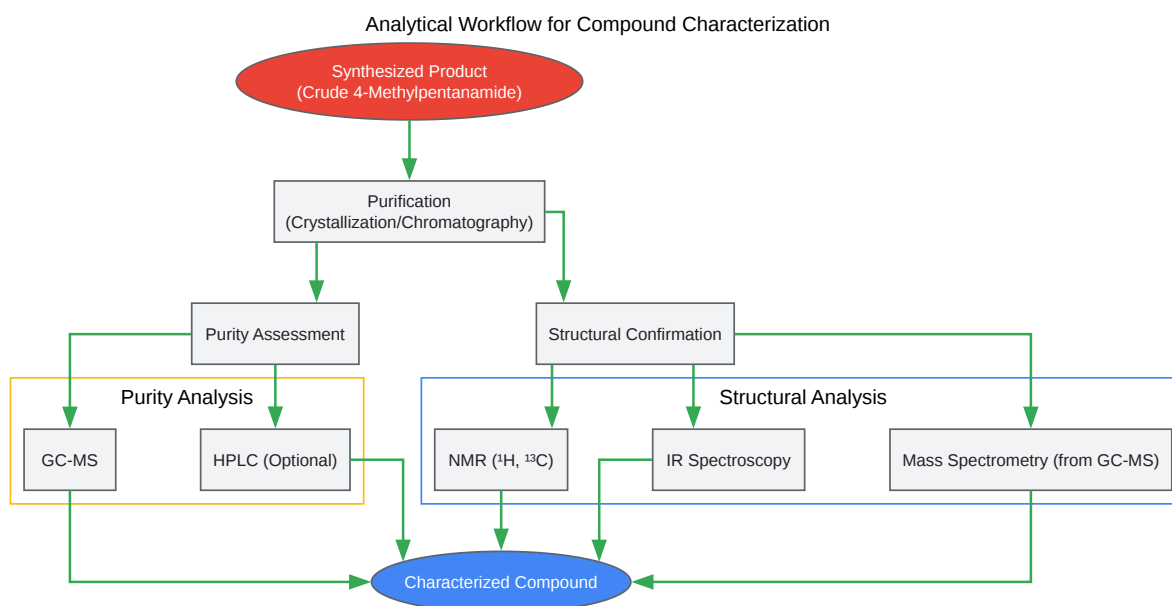 Analytical Workflow for Compound Characterization
Synthesized Product
(Crude 4-Methylpentanamide)
Purification
(Crystallization/Chromatography)
Purity Assessment
Structural Confirmation
Purity Analysis
Structural Analysis
GC-MS
HPLC (Optional)
NMR (¹H, ¹³C)
IR Spectroscopy
Mass Spectrometry (from GC-MS)
Characterized Compound